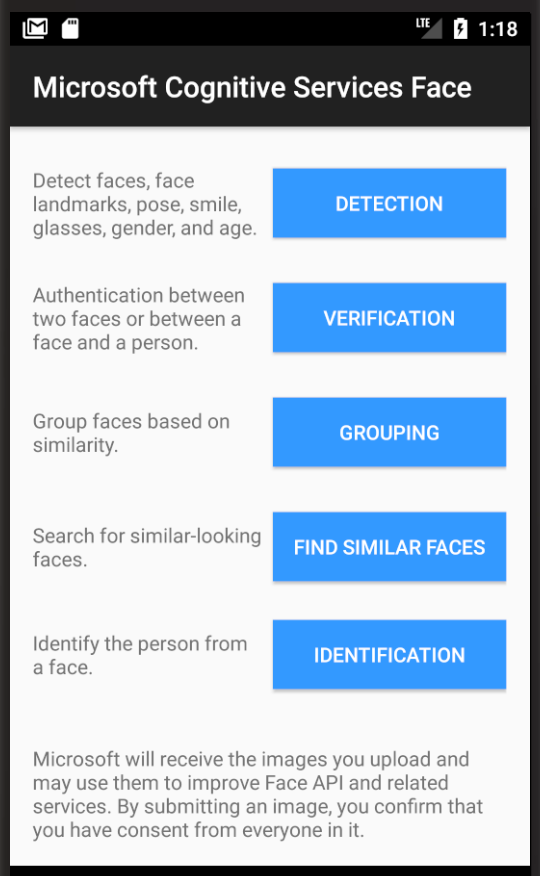 LTE 1:18
Microsoft Cognitive Services Face
Detect faces, face
landmarks, pose, smile,
glasses, gender, and age.
DETECTION
Authentication between
two faces or between a
face and a person.
VERIFICATION
Group faces based on
similarity.
GROUPING
Search for similar-looking
faces.
FIND SIMILAR FACES
Identify the person from
a face.
IDENTIFICATION
Microsoft will receive the images you upload and
may use them to improve Face API and related
services. By submitting an image, you confirm that
you have consent from everyone in it.